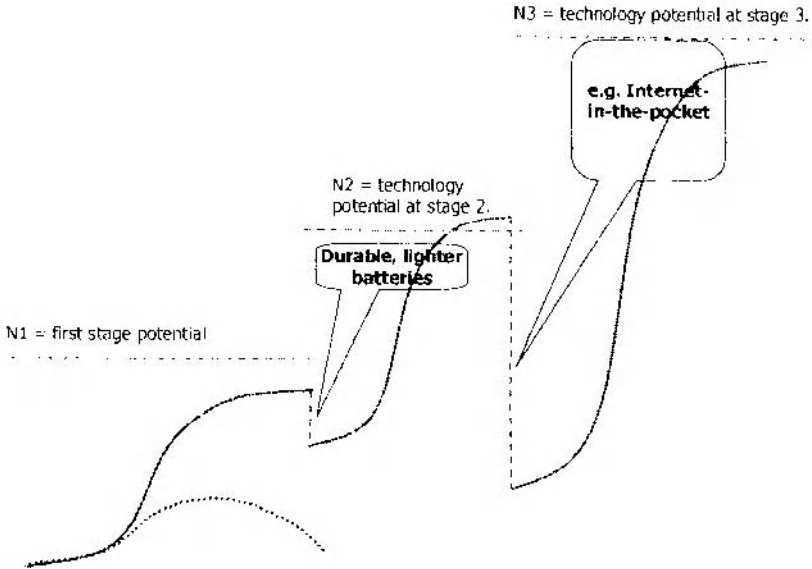 N3 = technology potential at stage 3.
e.g. Internet-
in-the-pocket
N2 = technology
potential at stage 2.
Durable, lighter
batteries
N1 = first stage potential